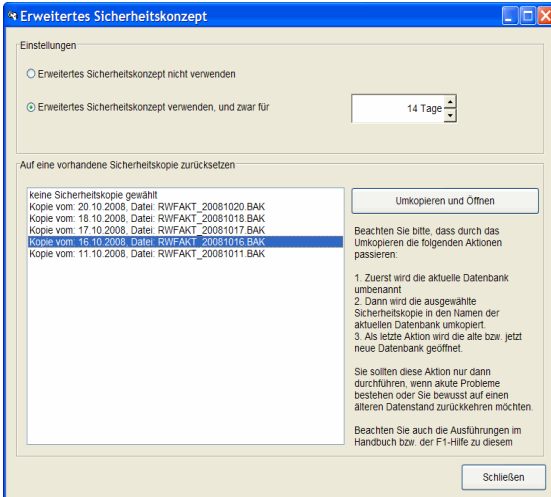 Erweitertes Sicherheitskonzept
Einstellungen
Erweitertes Sicherheitskonzept nicht verwenden
Erweitertes Sicherheitskonzept verwenden, und zwar für
14 Tage
Auf eine vorhandene Sicherheitskopie zurücksetzen
keine Sicherheitskopie gewählt
Kopie vom: 20.10.2008, Datei: RWFAKT_20081020.BAK
Kopie vom: 18.10.2008, Datei: RWFAKT_20081018.BAK
Kopie vom: 17.10.2008, Datei: RWFAKT_20081017.BAK
Kopie vom: 16.10.2008, Datei: RWFAKT_20081016.BAK
Kopie vom: 11.10.2008, Datei: RWFAKT_20081011.BAK
Umkopieren und Öffnen
Beachten Sie bitte, dass durch das
Umkopieren die folgenden Aktionen
passieren:
1. Zuerst wird die aktuelle Datenbank
umbenannt
2. Dann wird die ausgewählte
Sicherheitskopie in den Namen der
aktuellen Datenbank umkopiert.
3. Als letzte Aktion wird die alte bzw. jetzt
neue Datenbank geöffnet.
Sie sollten diese Aktion nur dann
durchführen, wenn akute Probleme
bestehen oder Sie bewusst auf einen
älteren Datenstand zurückkehren möchten.
Beachten Sie auch die Ausführungen im
Handbuch bzw. der F1-Hilfe zu diesem
Schließen